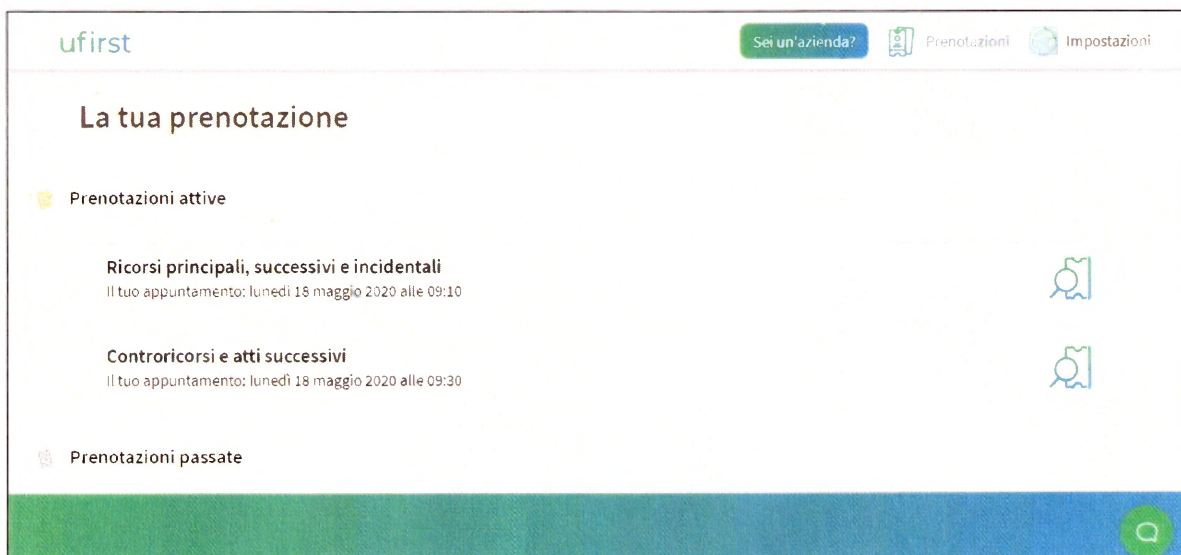 ufirst
Sei un'azienda?
Prenotazioni
Impostazioni
La tua prenotazione
Prenotazioni attive
Ricorsi principali, successivi e incidentali
Il tuo appuntamento: lunedì 18 maggio 2020 alle 09:10
Controricorsi e atti successivi
Il tuo appuntamento: lunedì 18 maggio 2020 alle 09:30
Prenotazioni passate